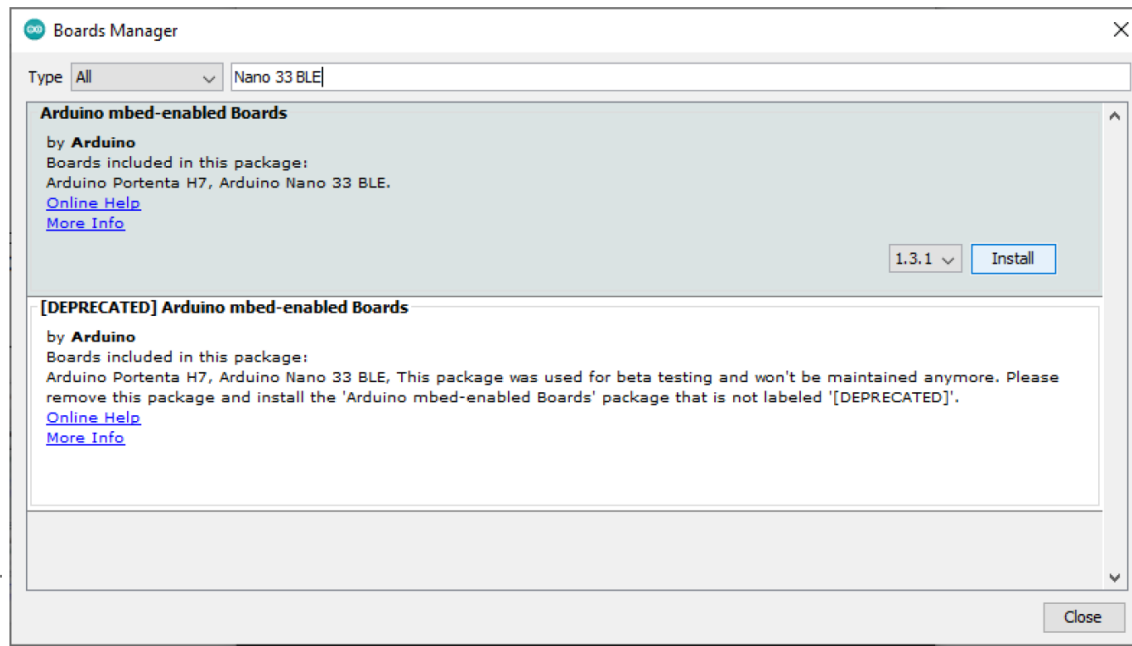 Boards Manager
Type All Nano 33 BLE
Arduino mbed-enabled Boards
by Arduino
Boards included in this package:
Arduino Portenta H7, Arduino Nano 33 BLE.
Online Help
More Info
1.3.1 Install
[DEPRECATED] Arduino mbed-enabled Boards
by Arduino
Boards included in this package:
Arduino Portenta H7, Arduino Nano 33 BLE, This package was used for beta testing and won't be maintained anymore. Please
remove this package and install the 'Arduino mbed-enabled Boards' package that is not labeled '[DEPRECATED]'.
Online Help
More Info
Close